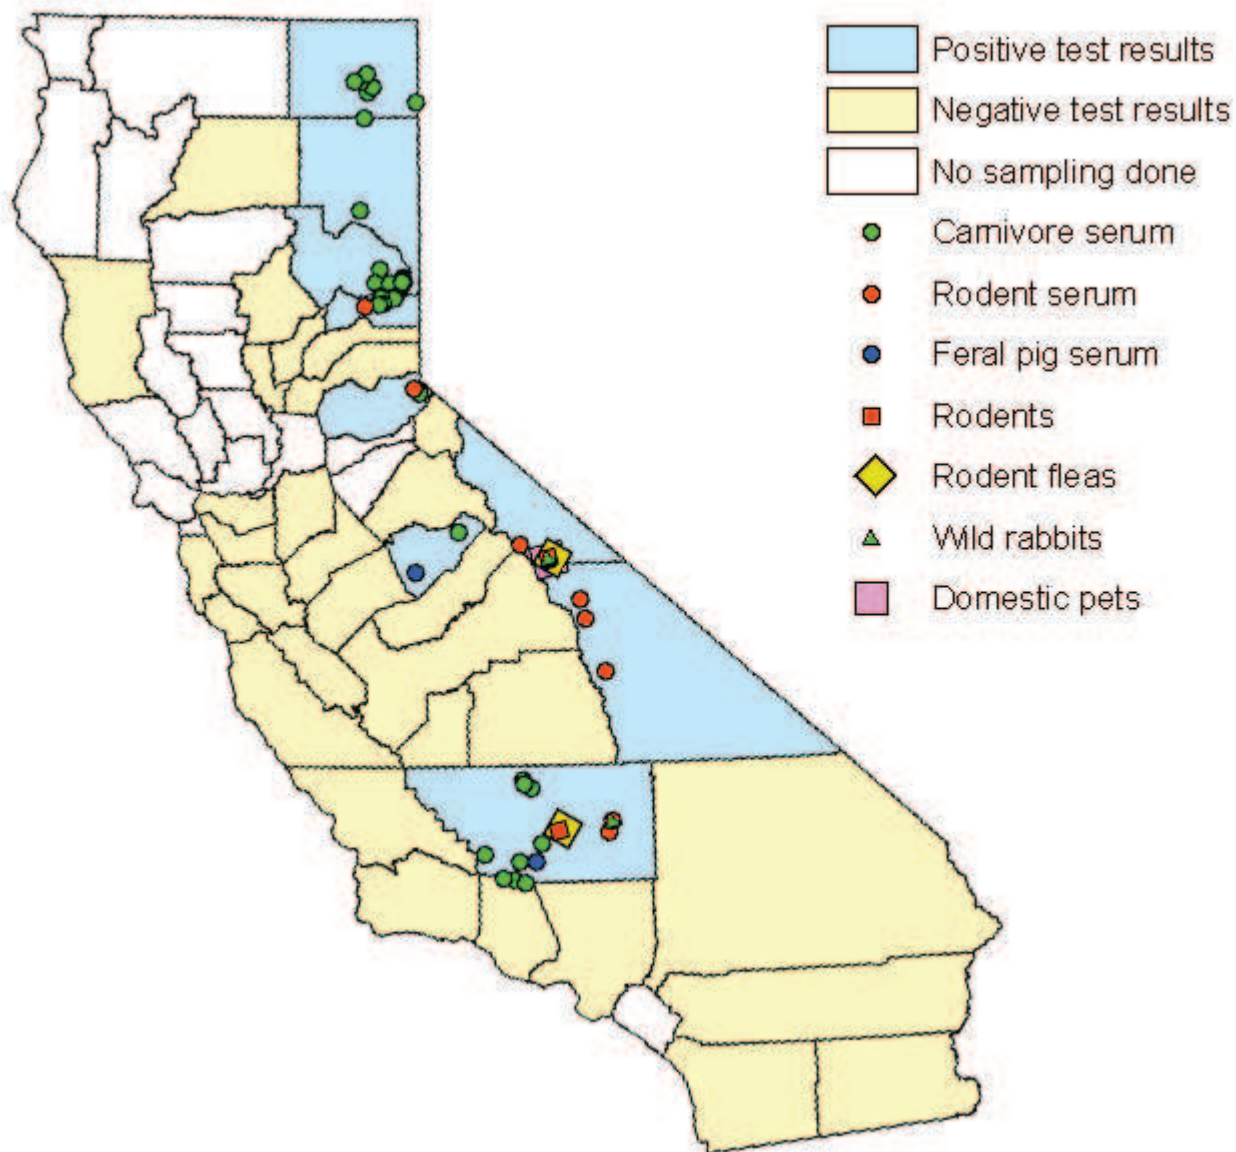 Positive test results
Negative test results
No sampling done
Carnivore serum
Rodent serum
Feral pig serum
Rodents
Rodent fleas
Wild rabbits
Domestic pets